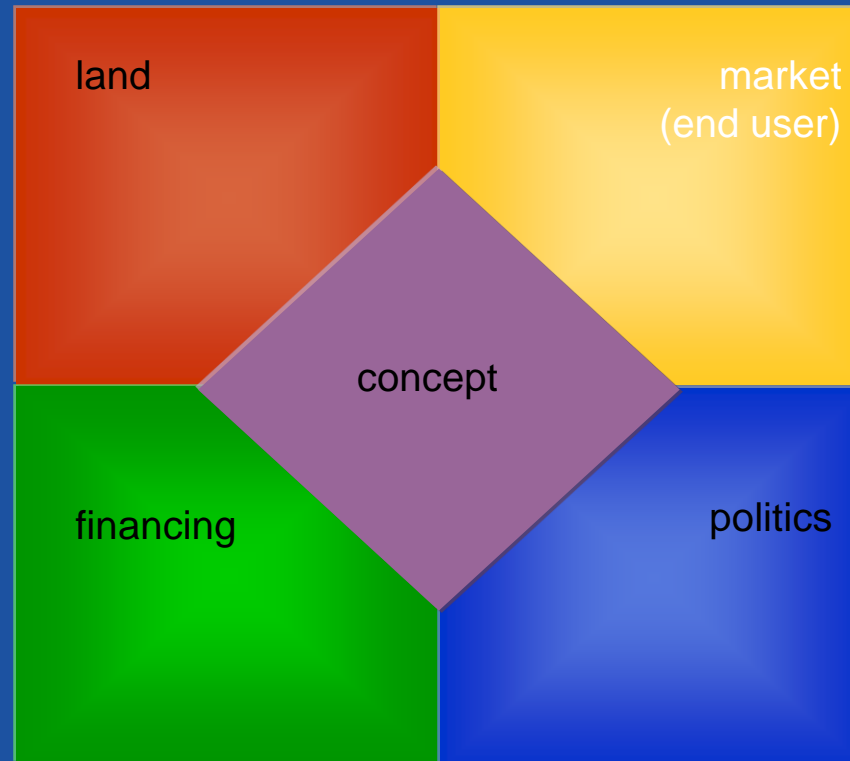 land
market
(end user)
concept
financing
politics